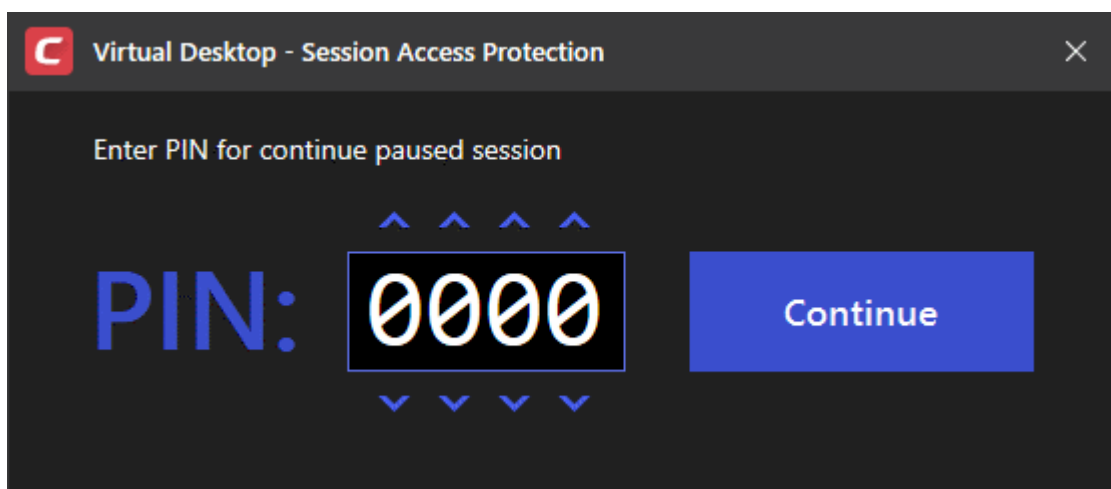 C Virtual Desktop - Session Access Protection
Enter PIN for continue paused session
PIN: 0000 Continue